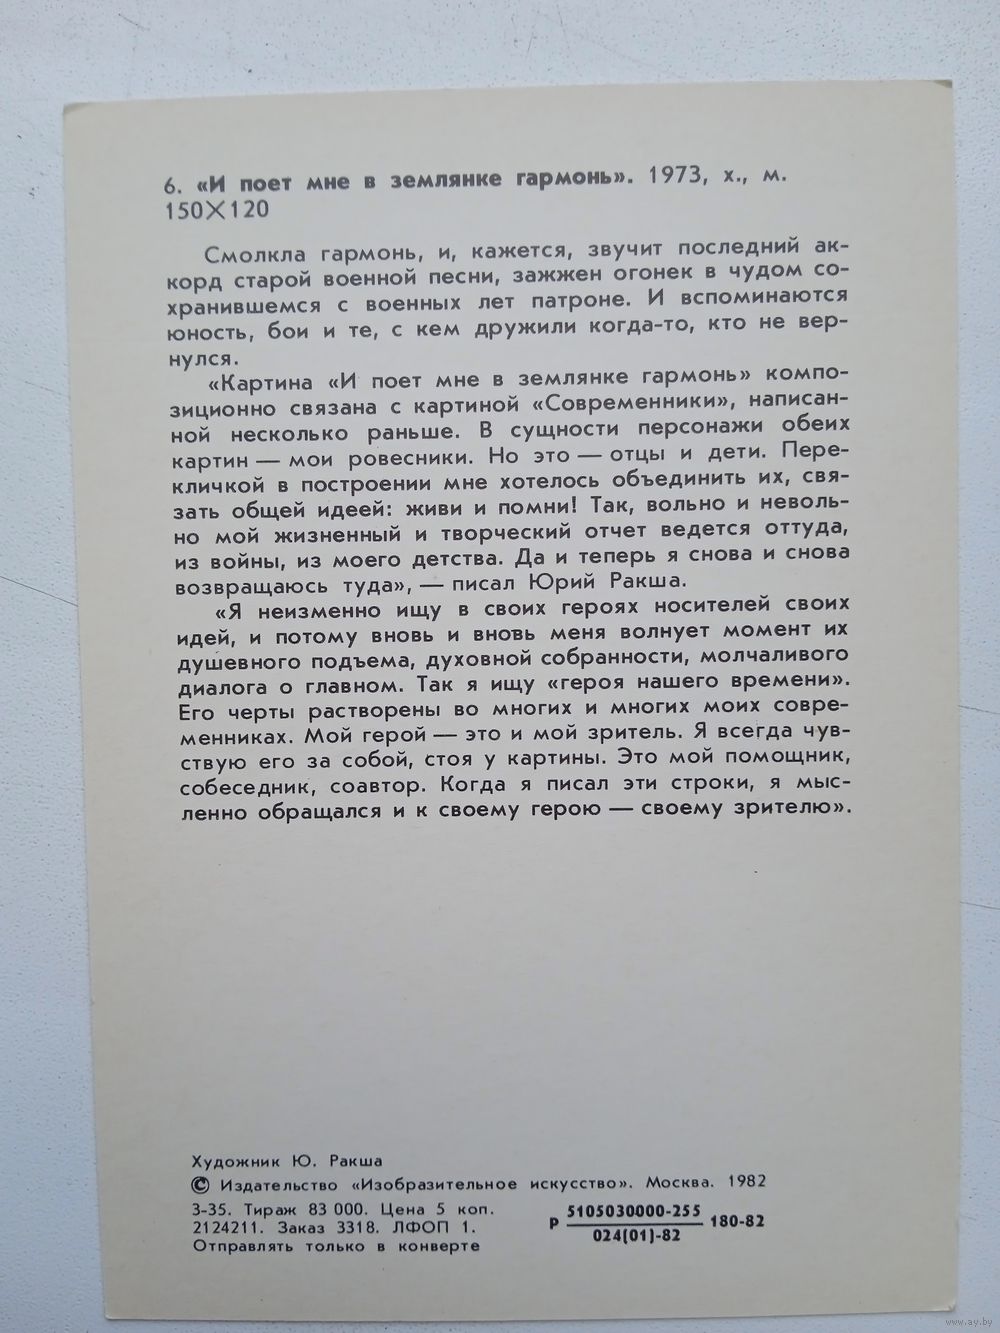 6. «И поет мне в землянке гармонь». 1973, х., м.
150×120
Смолкла гармонь, и, кажется, звучит последний ак-
корд старой военной песни, зажжен огонек в чудом со-
хранившемся с военных лет патроне. И вспоминаются
юность, бои и те, с кем дружили когда-то, кто не вер-
нулся.
«Картина «И поет мне в землянке гармонь» компо-
зиционно связана с картиной «Современники», написан-
ной несколько раньше. В сущности персонажи обеих
картин — мои ровесники. Но это — отцы и дети. Пере-
кличкой в построении мне хотелось объединить их, свя-
зать общей идеей: живи и помни! Так, вольно и неволь-
но мой жизненный и творческий отчет ведется оттуда,
из войны, из моего детства. Да и теперь я снова и снова
возвращаюсь туда», — писал Юрий Ракша.
«Я неизменно ищу в своих героях носителей своих
идей, и потому вновь и вновь меня волнует момент их
душевного подъема, духовной собранности, молчаливого
диалога о главном. Так я ищу «героя нашего времени».
Его черты растворены во многих и многих моих совре-
менниках. Мой герой — это и мой зритель. Я всегда чув-
ствую его за собой, стоя у картины. Это мой помощник,
собеседник, соавтор. Когда я писал эти строки, я мыс-
ленно обращался и к своему герою — своему зрителю».
Художник Ю. Ракша
© Издательство «Изобразительное искусство». Москва. 1982
3-35. Тираж 83 000. Цена 5 коп.
2124211. Заказ 3318. ЛФОП 1.
Отправлять только в конверте
5105030000-255
Р 180-82
024(01)-82
www.ay.by